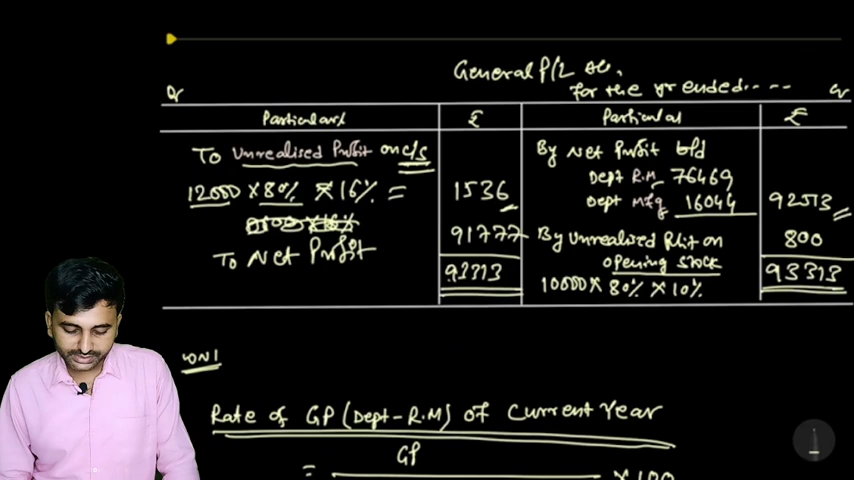 General P/L Ac.
For the yr ended.....
Dr
Cr
Particulars ₹ Particulars ₹
To Unrealised Profit on c/s
12000 × 80% × 16% = 1536
To Net Profit 91777
93313
By Net Profit b/d
Dept R.M 76469
Dept Mfg 16044 92513
By Unrealised Pfit on 800
opening stock
10000 × 80% × 10%
93313
WN1
Rate of GP (Dept-R.M) of Current Year
GP
= × 100